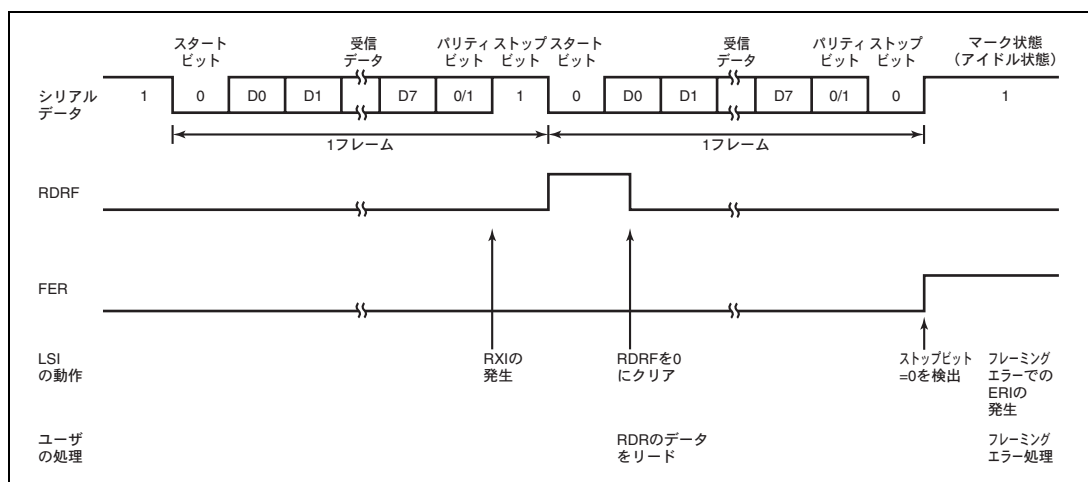 スタート
ビット
受信
データ
パリティ ストップ スタート
ビット ビット ビット
受信
データ
パリティ ストップ
ビット ビット
マーク状態
（アイドル状態）
シリアル
データ
1 0 D0 D1 D7 0/1 1 0 D0 D1 D7 0/1 0 1
1フレーム 1フレーム
RDRF
FER
LSI
の動作
RXIの
発生
RDRFを0
にクリア
ストップビット
=0を検出
フレーミング
エラーでの
ERIの
発生
ユーザ
の処理
RDRのデータ
をリード
フレーミング
エラー処理